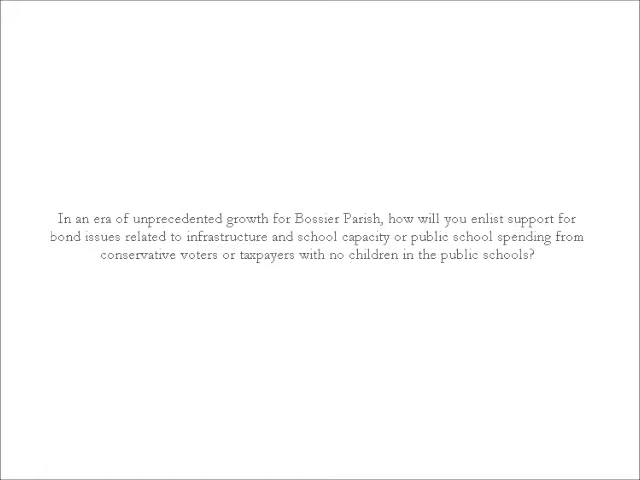 In an era of unprecedented growth for Bossier Parish, how will you enlist support for
bond issues related to infrastructure and school capacity or public school spending from
conservative voters or taxpayers with no children in the public schools?